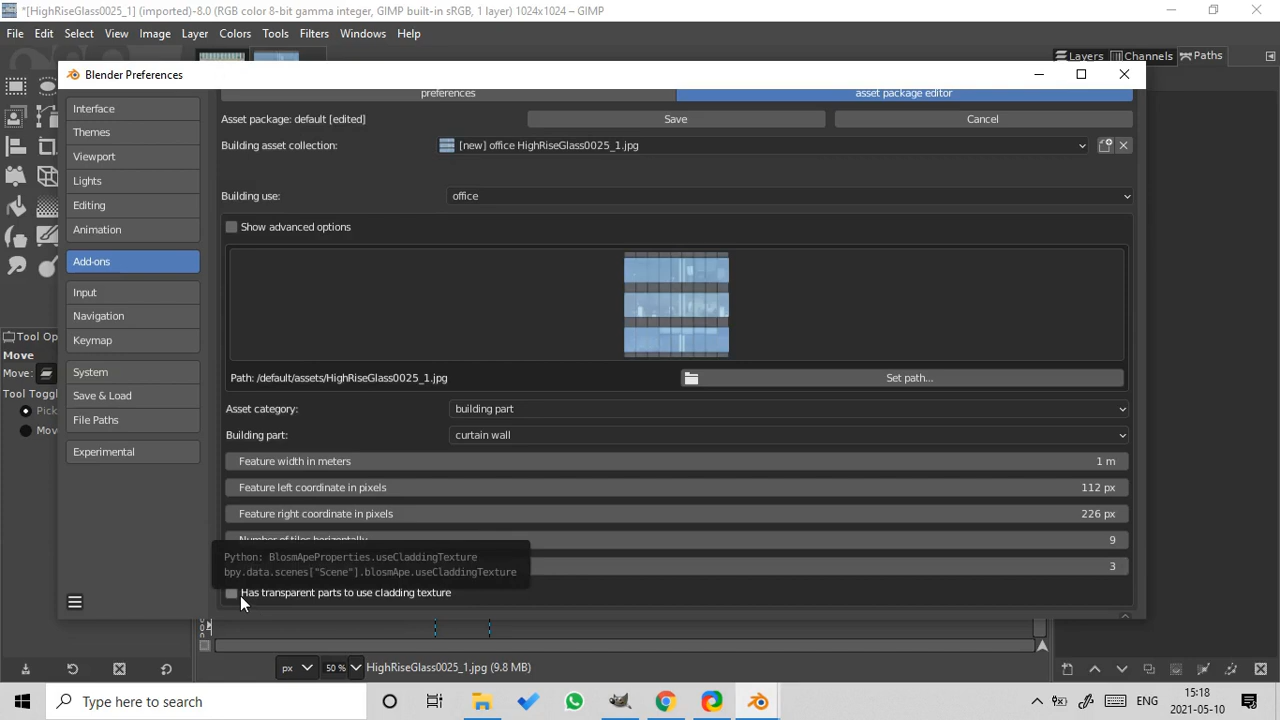 *[HighRiseGlass0025_1] (imported)-8.0 (RGB color 8-bit gamma integer, GIMP built-in sRGB, 1 layer) 1024x1024 – GIMP
File Edit Select View Image Layer Colors Tools Filters Windows Help
Layers Channels Paths
Blender Preferences
Interface
Themes
Viewport
Lights
Editing
Animation
Add-ons
Input
Navigation
Keymap
System
Save & Load
File Paths
Experimental
preferences asset package editor
Asset package: default [edited] Save Cancel
Building asset collection: [new] office HighRiseGlass0025_1.jpg
Building use: office
Show advanced options
Path: /default/assets/HighRiseGlass0025_1.jpg Set path...
Asset category: building part
Building part: curtain wall
Feature width in meters 1 m
Feature left coordinate in pixels 112 px
Feature right coordinate in pixels 226 px
Number of tiles horizontally 9
3
Python: BlosmApeProperties.useCladdingTexture
bpy.data.scenes["Scene"].blosmApe.useCladdingTexture
Has transparent parts to use cladding texture
Tool Op
Move
Move:
Tool Toggl
Pick
Mov
px 50 % HighRiseGlass0025_1.jpg (9.8 MB)
Type here to search
ENG
15:18
2021-05-10